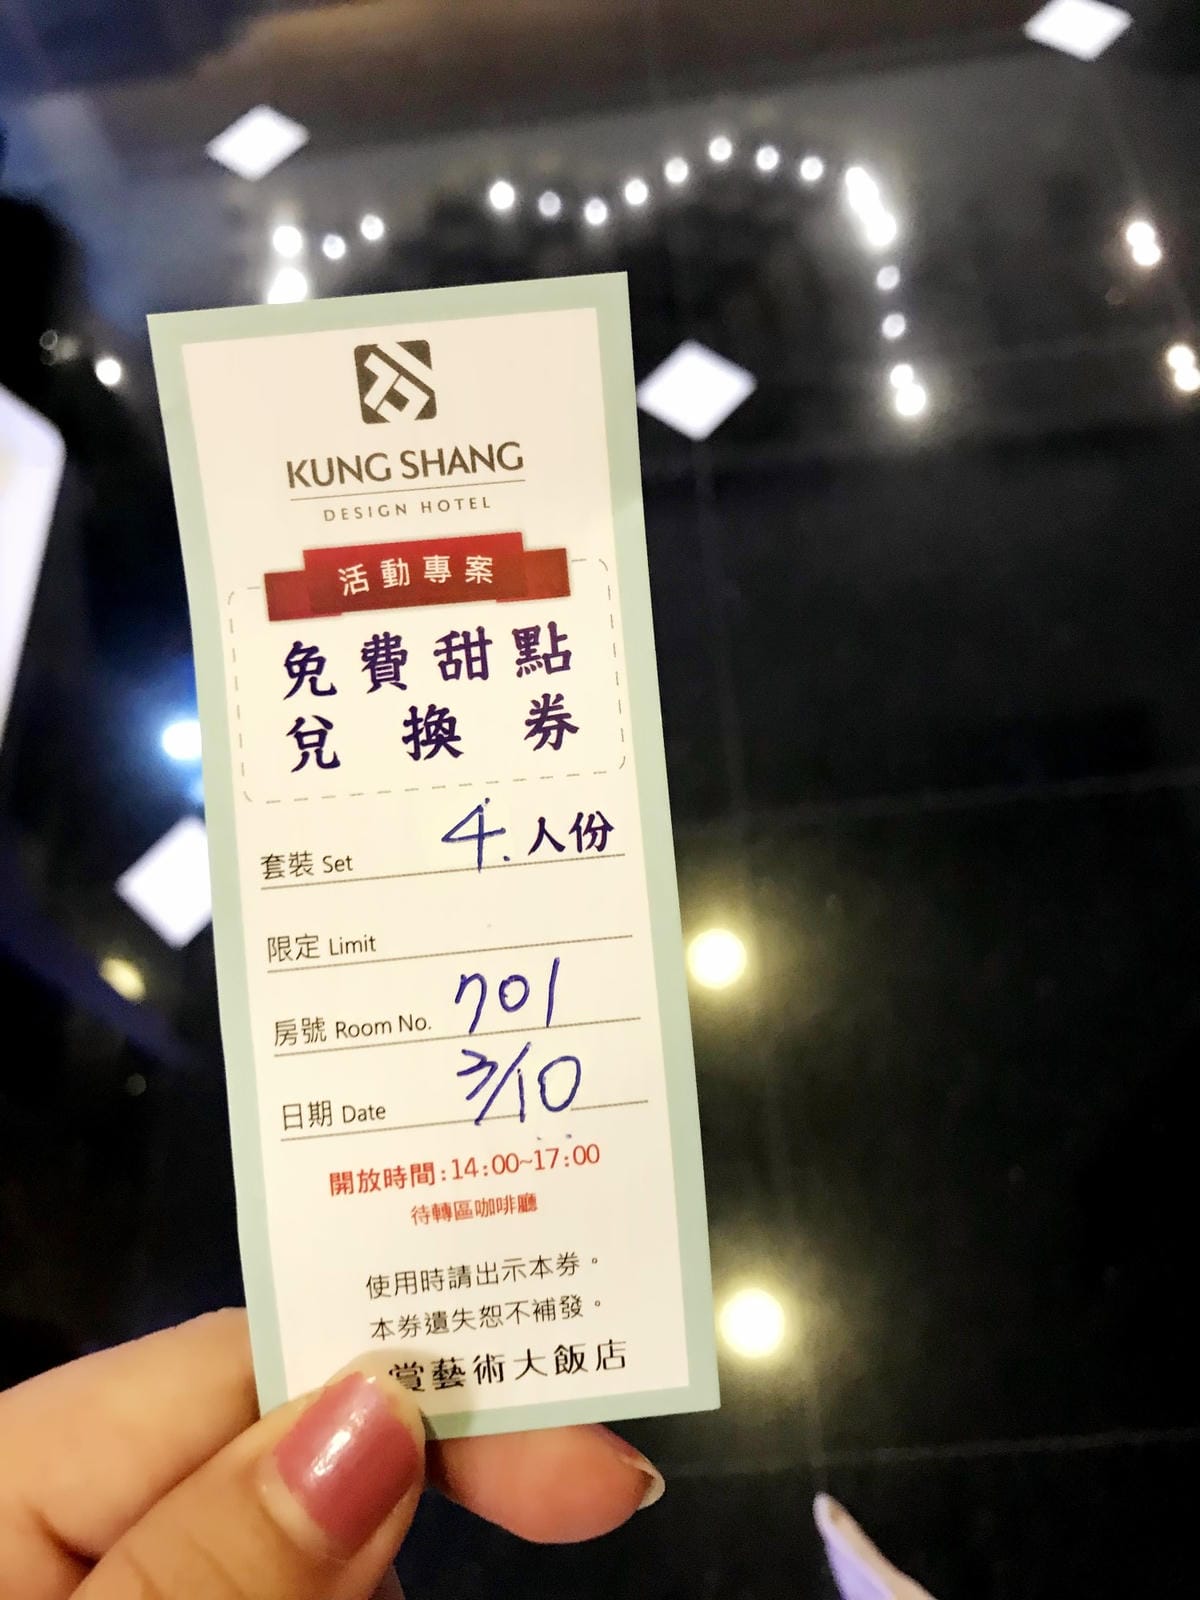 KUNG SHANG
DESIGN HOTEL
活動專案
免費甜點
兌換券
套裝 Set 4. 人份
限定 Limit
房號 Room No. 701
日期 Date 3/10
開放時間:14:00~17:00
待轉區咖啡廳
使用時請出示本券。
本券遺失恕不補發。
賞藝術大飯店